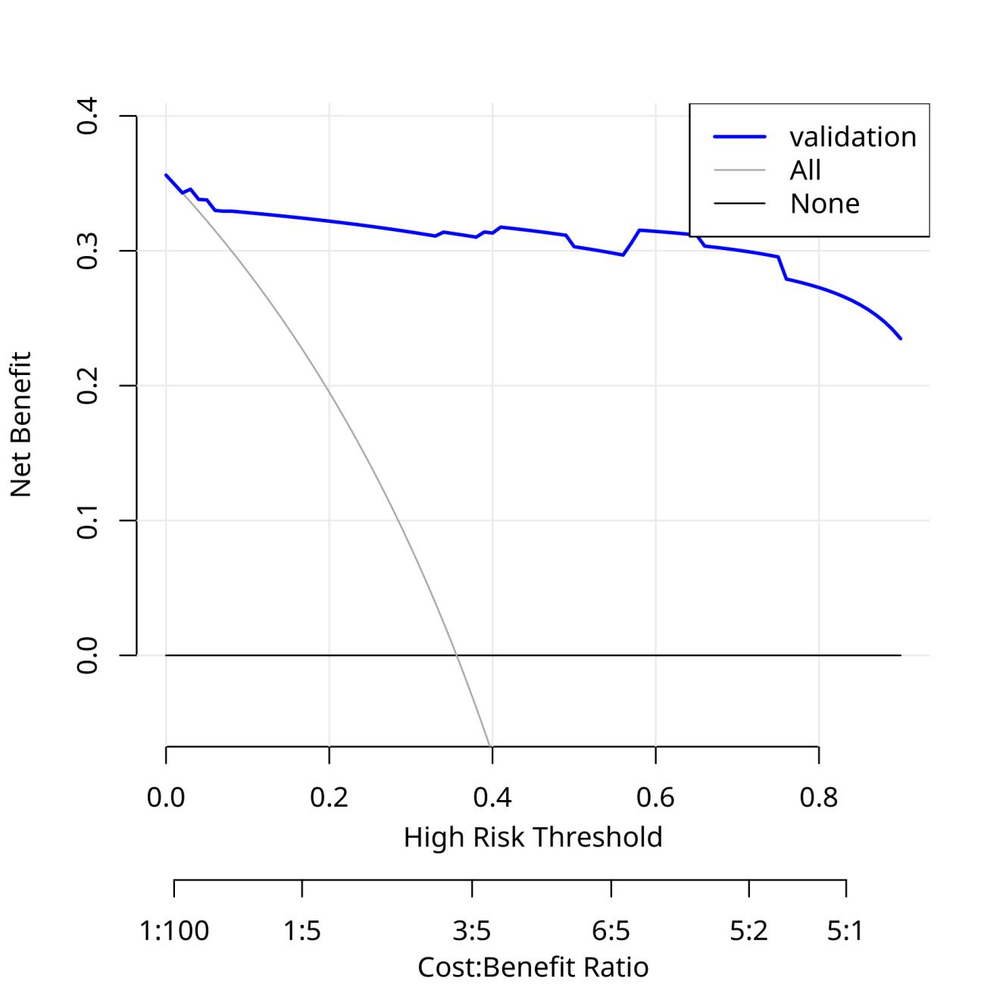 validation
All
None
0.4
0.3
0.2
0.1
0.0
Net Benefit
0.0 0.2 0.4 0.6 0.8
High Risk Threshold
1:100 1:5 3:5 6:5 5:2 5:1
Cost:Benefit Ratio